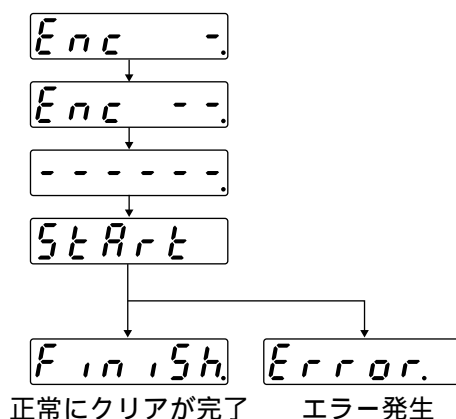 Enc -.
Enc --.
------.
StArt
FiniSh.
Error.
正常にクリアが完了
エラー発生